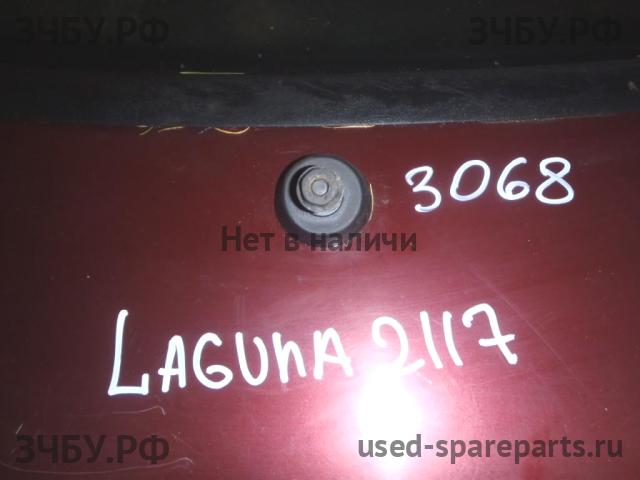 ЗЧБУ.РФ ЗЧБУ.РФ
3068
Нет в наличи
LAGUNA 2117
ЗЧБУ.РФ
used-spareparts.ru